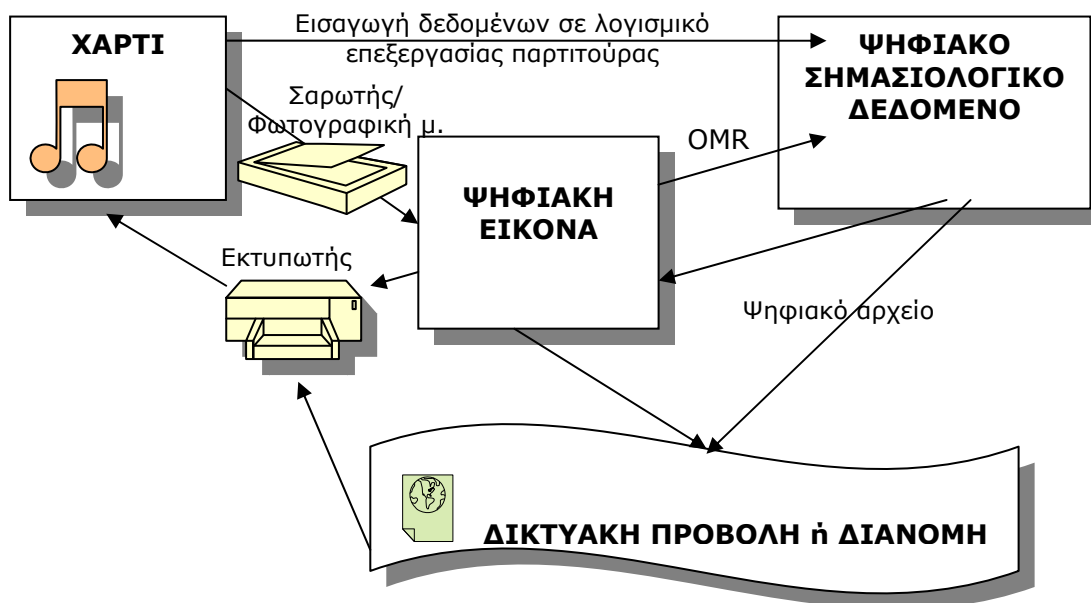 ΧΑΡΤΙ
Εισαγωγή δεδομένων σε λογισμικό
επεξεργασίας παρτιτούρας
ΨΗΦΙΑΚΟ
ΣΗΜΑΣΙΟΛΟΓΙΚΟ
ΔΕΔΟΜΕΝΟ
Σαρωτής/
Φωτογραφική μ.
OMR
ΨΗΦΙΑΚΗ
ΕΙΚΟΝΑ
Εκτυπωτής
Ψηφιακό αρχείο
ΔΙΚΤΥΑΚΗ ΠΡΟΒΟΛΗ ή ΔΙΑΝΟΜΗ